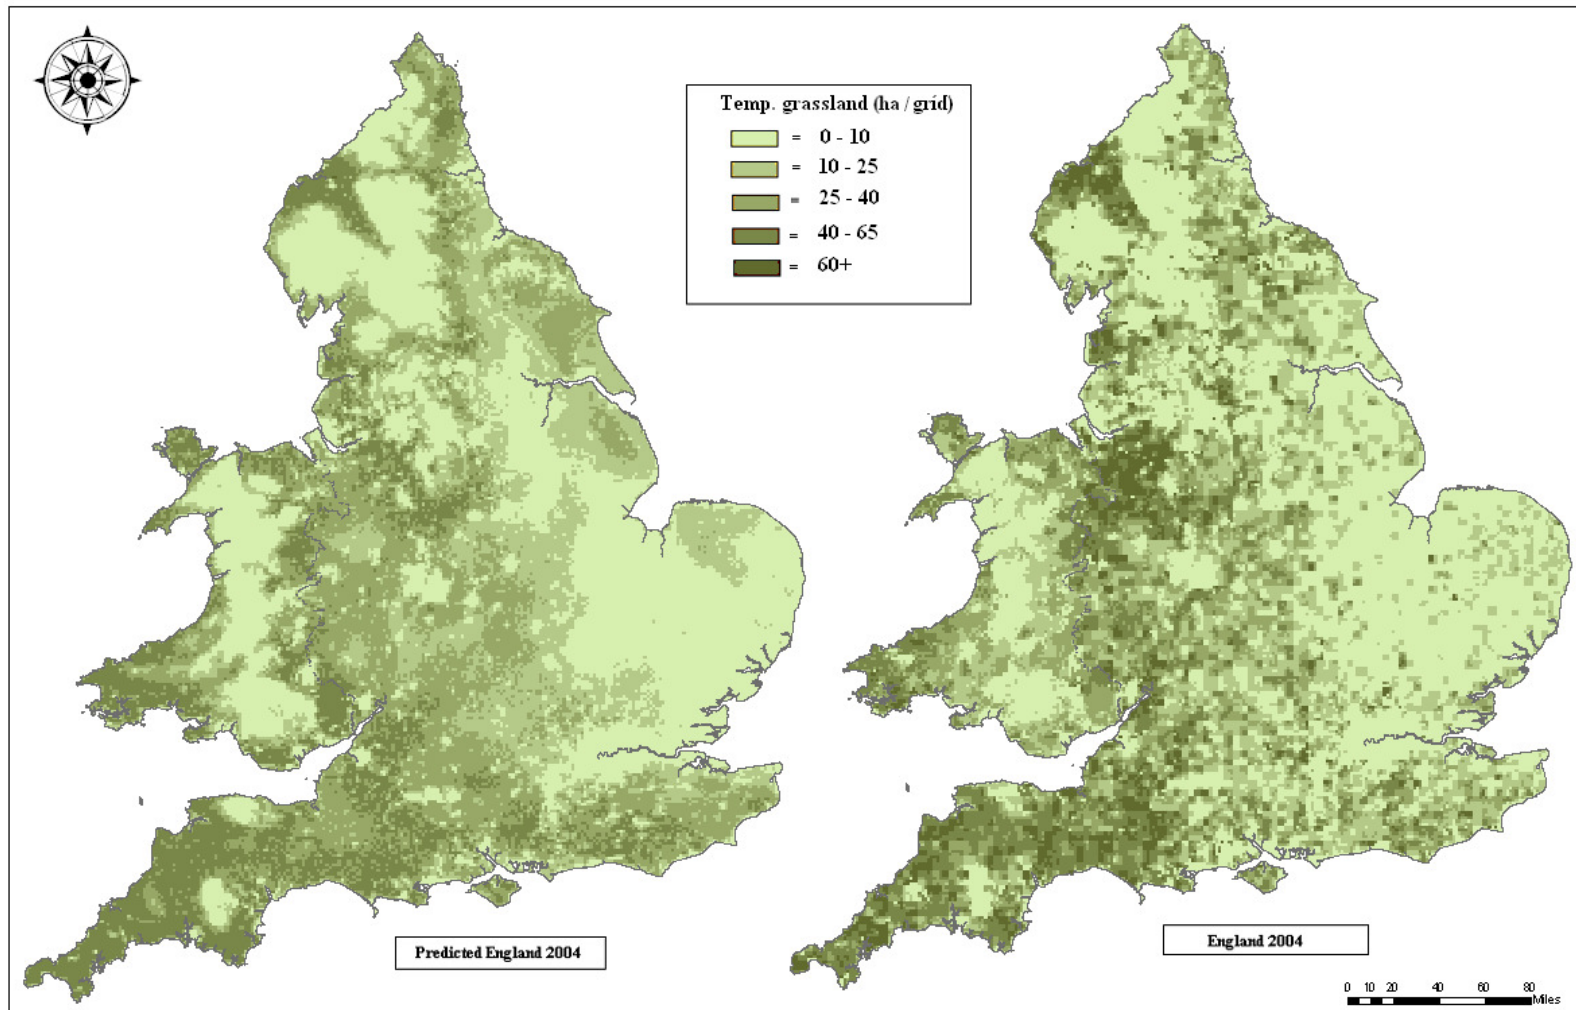 Temp. grassland (ha / grid)
= 0 - 10
= 10 - 25
= 25 - 40
= 40 - 65
= 60+
Predicted England 2004
England 2004
0 10 20 40 60 80
Miles